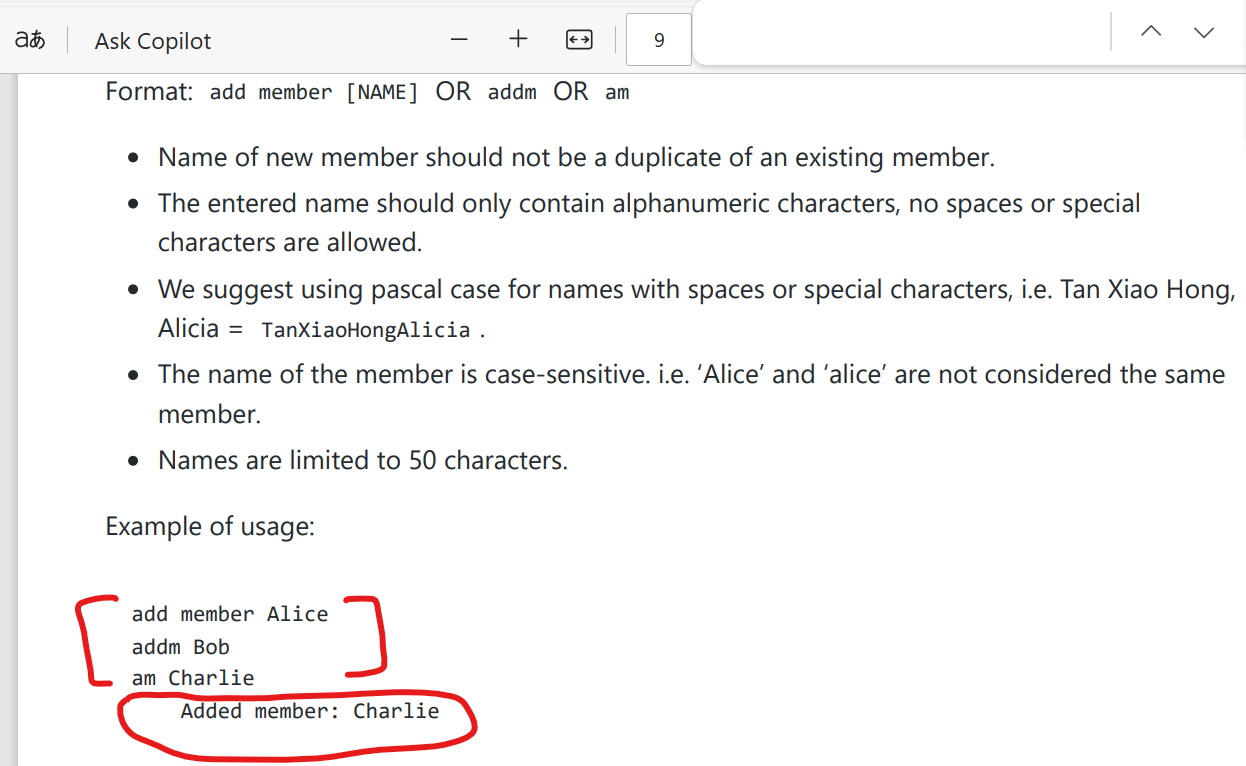 aあ Ask Copilot 9
Format: add member [NAME] OR addm OR am
Name of new member should not be a duplicate of an existing member.
The entered name should only contain alphanumeric characters, no spaces or special
characters are allowed.
We suggest using pascal case for names with spaces or special characters, i.e. Tan Xiao Hong,
Alicia = TanXiaoHongAlicia .
The name of the member is case-sensitive. i.e. ‘Alice’ and ‘alice’ are not considered the same
member.
Names are limited to 50 characters.
Example of usage:
add member Alice
addm Bob
am Charlie
Added member: Charlie